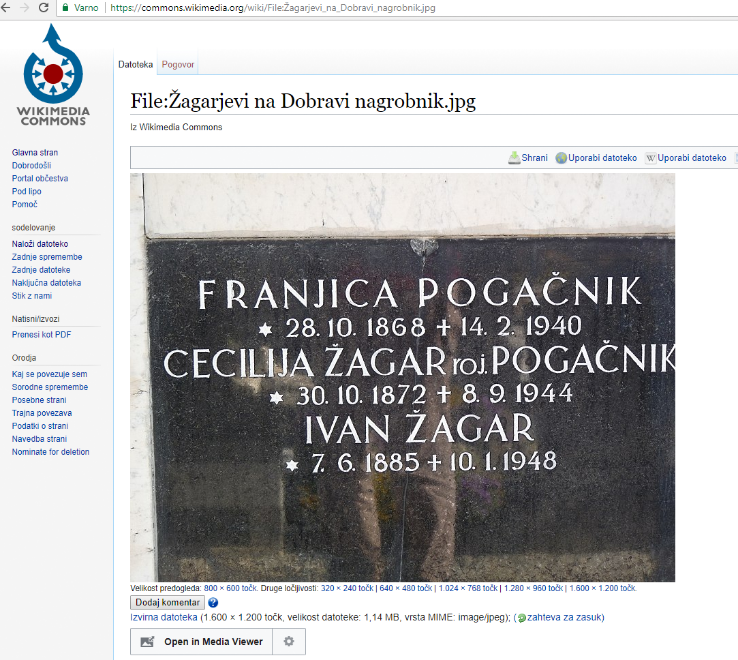 Varno
https://commons.wikimedia.org/wiki/File:Žagarjevi_na_Dobravi_nagrobnik.jpg
WIKIMEDIA
COMMONS
Glavna stran
Dobrodošli
Portal občestva
Pod lipo
Pomoč
sodelovanje
Naloži datoteko
Zadnje spremembe
Zadnje datoteke
Naključna datoteka
Stik z nami
Natisni/izvozi
Prenesi kot PDF
Orodja
Kaj se povezuje sem
Sorodne spremembe
Posebne strani
Trajna povezava
Podatki o strani
Navedba strani
Nominate for deletion
Datoteka Pogovor
File:Žagarjevi na Dobravi nagrobnik.jpg
Iz Wikimedia Commons
Shrani W Uporabi datoteko Uporabi datoteko
FRANJICA POGAČNIK
★ 28. 10. 1868 ✝ 14. 2. 1940
CECILIJA ŽAGAR roj. POGAČNIK
★ 30. 10. 1872 ✝ 8. 9. 1944
IVAN ŽAGAR
★ 7. 6. 1885 ✝ 10. 1. 1948
Velikost predogleda: 800 × 600 točk. Druge ločljivosti: 320 × 240 točk | 640 × 480 točk | 1.024 × 768 točk | 1.280 × 960 točk | 1.600 × 1.200 točk.
Dodaj komentar ?
Izvirna datoteka (1.600 × 1.200 točk, velikost datoteke: 1,14 MB, vrsta MIME: image/jpeg); (zahteva za zasuk)
Open in Media Viewer